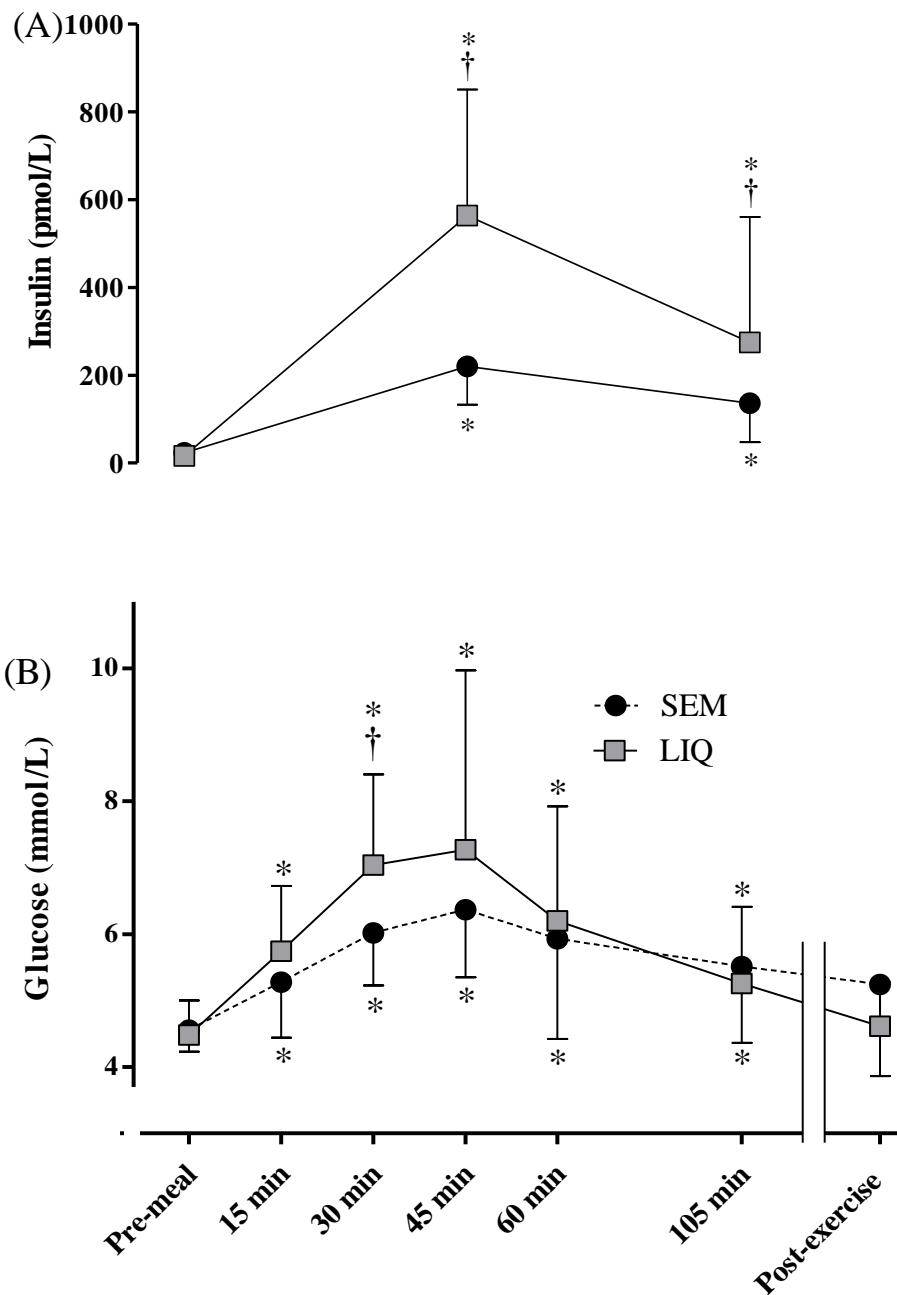 (A)
Insulin (pmol/L)
1000
800
600
400
200
0
*
†
*
†
*
*
(B)
Glucose (mmol/L)
10
8
6
4
*
*
†
*
*
*
*
*
*
*
*
SEM
LIQ
Pre-meal
15 min
30 min
45 min
60 min
105 min
Post-exercise